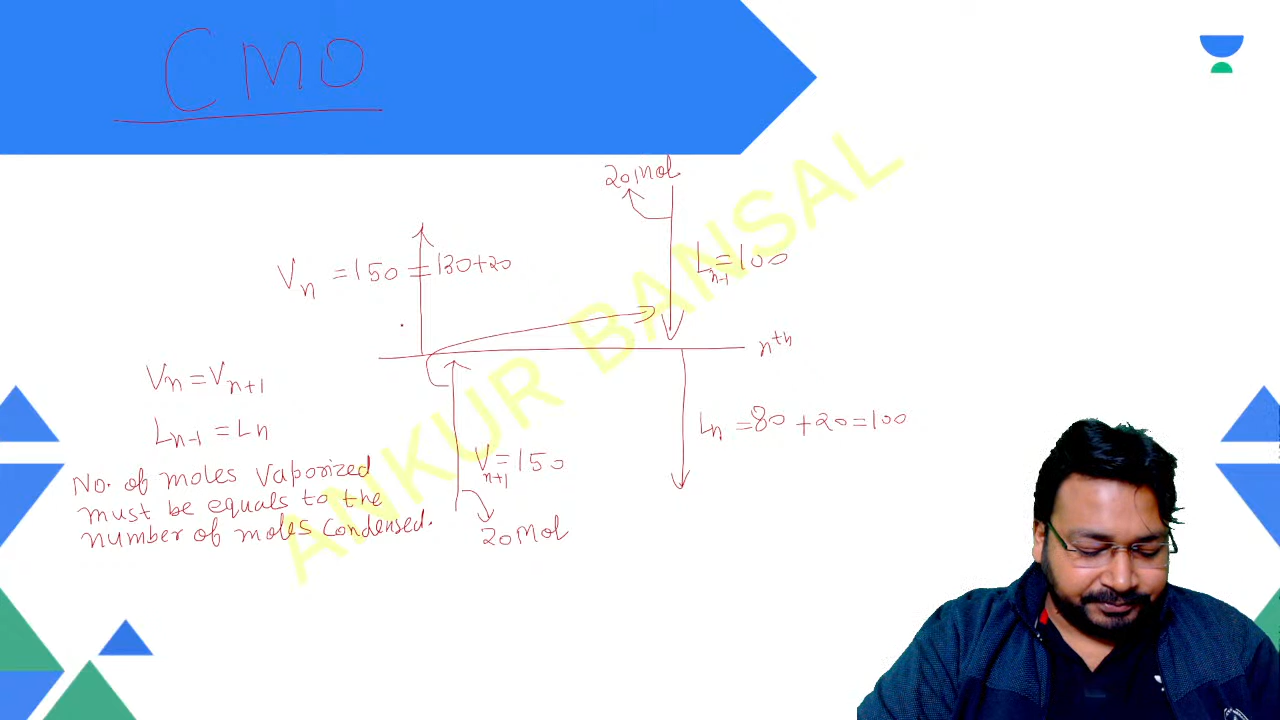 CMO
20 mol
Vn = 150 = 130+20
Ln-1 = 100
nth
Vn = Vn+1
Ln-1 = Ln
Ln = 80 + 20 = 100
Vn+1 = 150
No. of moles Vaporized
must be equals to the
number of moles Condensed.
20 mol
ANKUR BANSAL